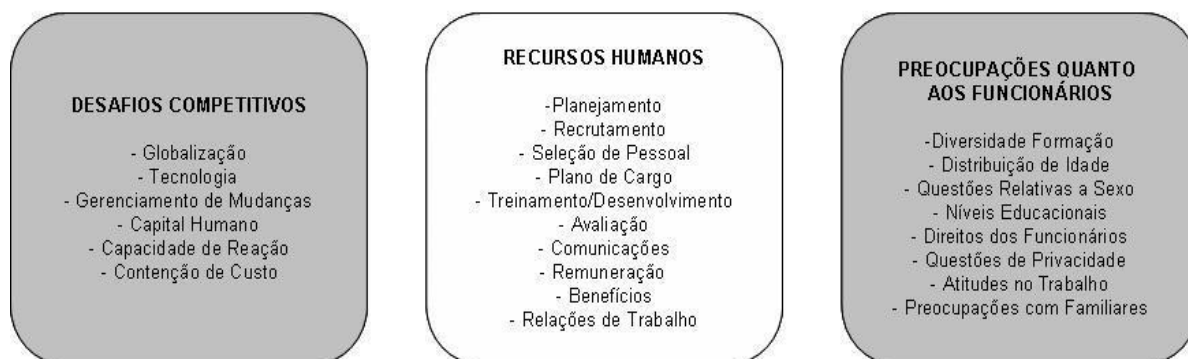 DESAFIOS COMPETITIVOS
- Globalização
- Tecnologia
- Gerenciamento de Mudanças
- Capital Humano
- Capacidade de Reação
- Contenção de Custo
RECURSOS HUMANOS
-Planejamento
- Recrutamento
- Seleção de Pessoal
- Plano de Cargo
- Treinamento/Desenvolvimento
- Avaliação
- Comunicações
- Remuneração
- Benefícios
- Relações de Trabalho
PREOCUPAÇÕES QUANTO
AOS FUNCIONÁRIOS
-Diversidade Formação
- Distribuição de Idade
- Questões Relativas a Sexo
- Níveis Educacionais
- Direitos dos Funcionários
- Questões de Privacidade
- Atitudes no Trabalho
- Preocupações com Familiares